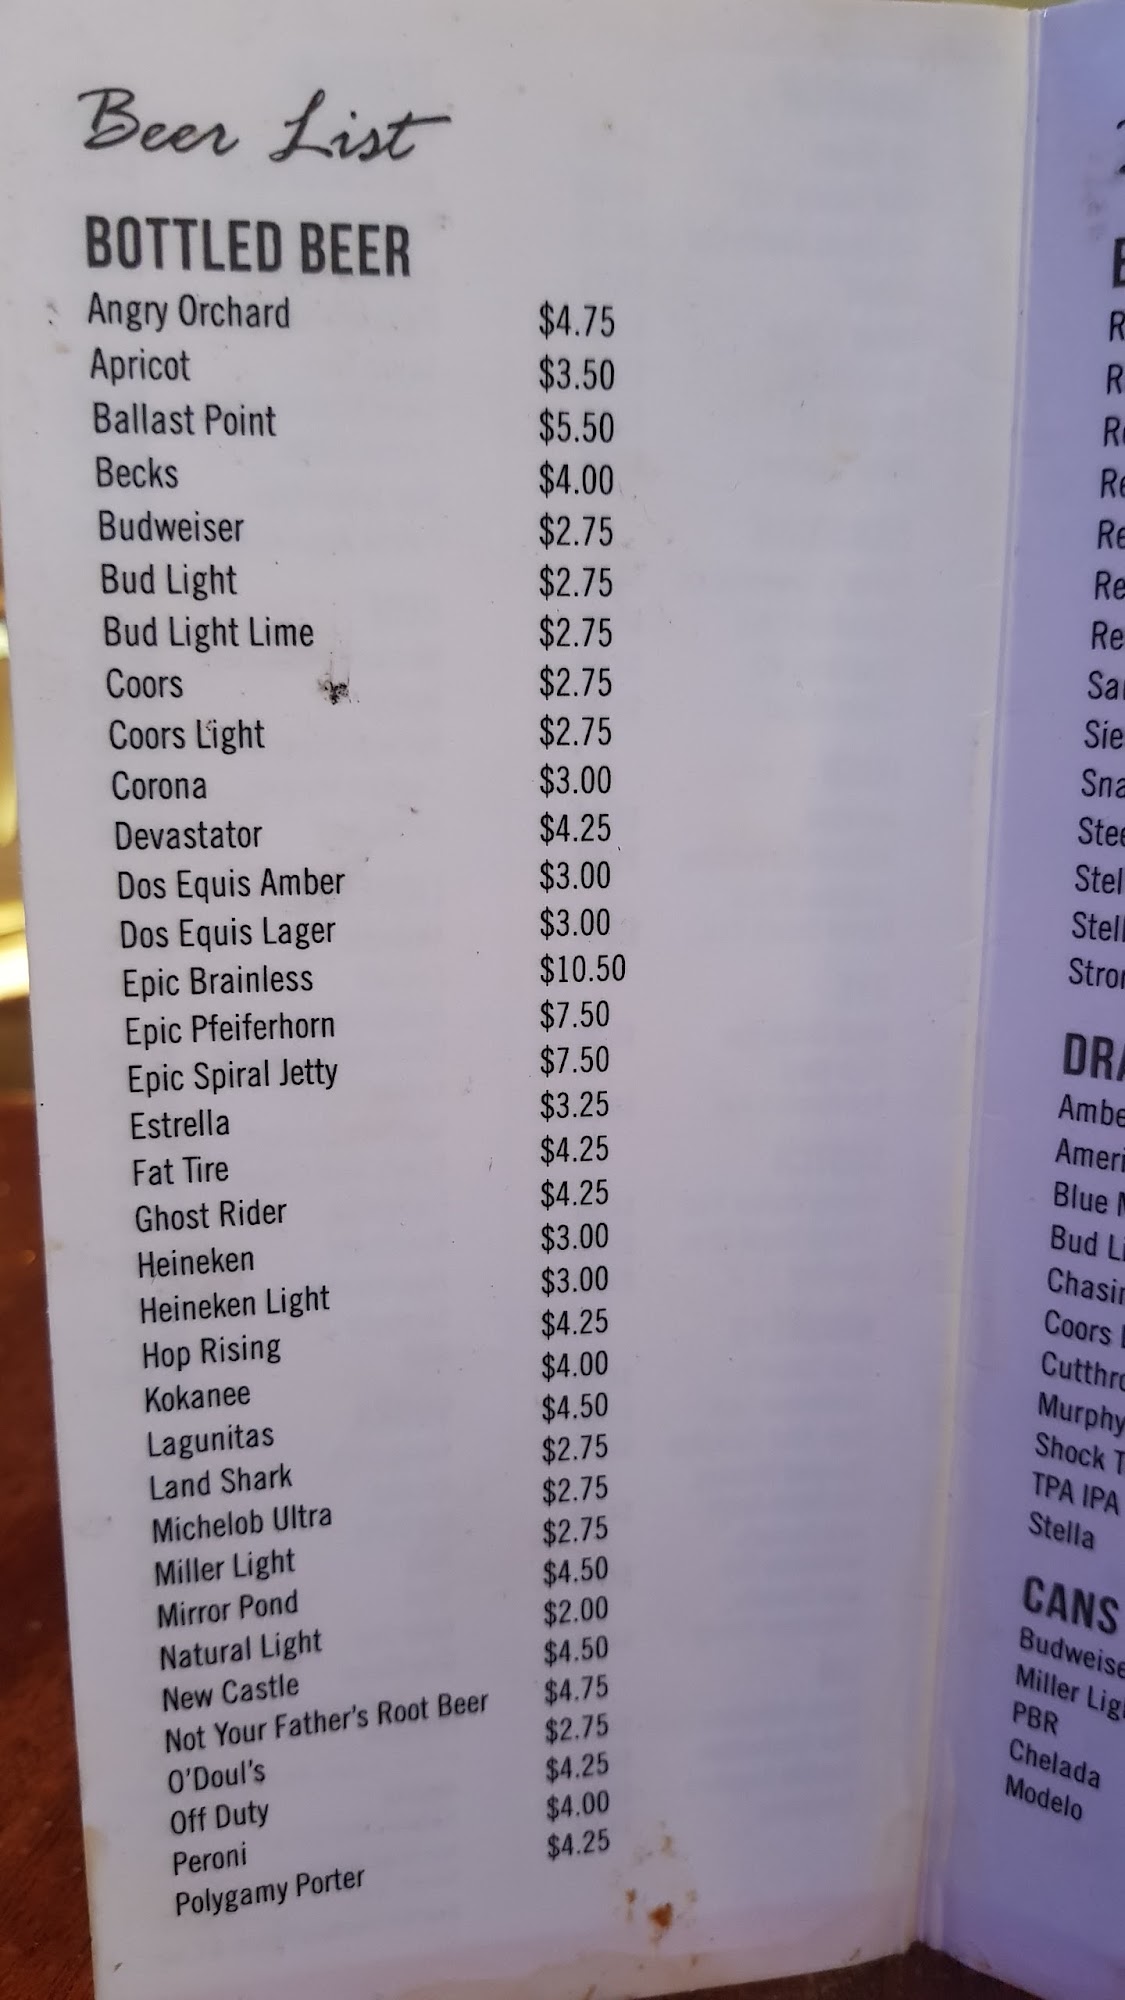 Beer List
BOTTLED BEER
Angry Orchard $4.75
Apricot $3.50
Ballast Point $5.50
Becks $4.00
Budweiser $2.75
Bud Light $2.75
Bud Light Lime $2.75
Coors $2.75
Coors Light $2.75
Corona $3.00
Devastator $4.25
Dos Equis Amber $3.00
Dos Equis Lager $3.00
Epic Brainless $10.50
Epic Pfeiferhorn $7.50
Epic Spiral Jetty $7.50
Estrella $3.25
Fat Tire $4.25
Ghost Rider $4.25
Heineken $3.00
Heineken Light $3.00
Hop Rising $4.25
Kokanee $4.00
Lagunitas $4.50
Land Shark $2.75
Michelob Ultra $2.75
Miller Light $2.75
Mirror Pond $4.50
Natural Light $2.00
New Castle $4.50
Not Your Father's Root Beer $4.75
O'Doul's $2.75
Off Duty $4.25
Peroni $4.00
Polygamy Porter $4.25
Blue
Bud
Coors
Shock
TPA IPA
Stella
CANS
Miller
PBR
Chelada
Modelo